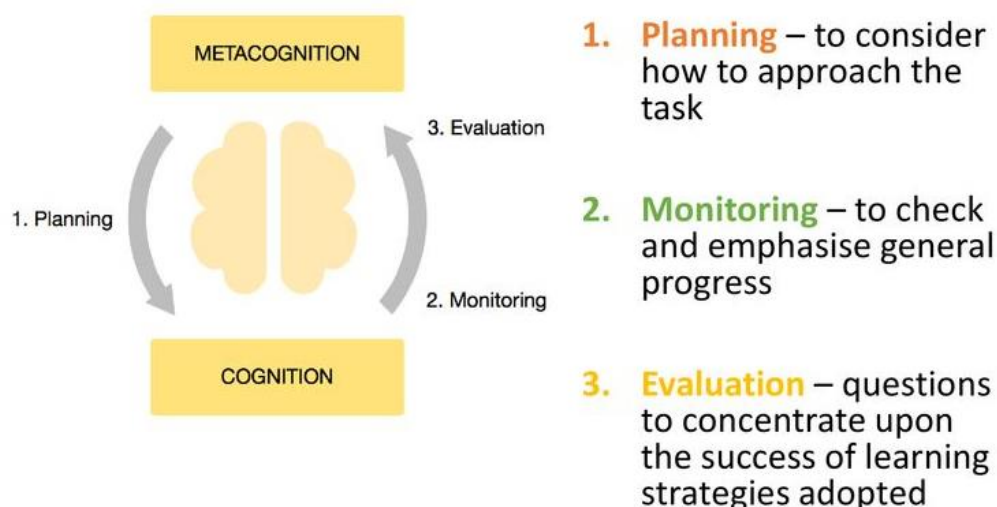 METACOGNITION
3. Evaluation
1. Planning
2. Monitoring
COGNITION
1. Planning – to consider
how to approach the
task
2. Monitoring – to check
and emphasise general
progress
3. Evaluation – questions
to concentrate upon
the success of learning
strategies adopted